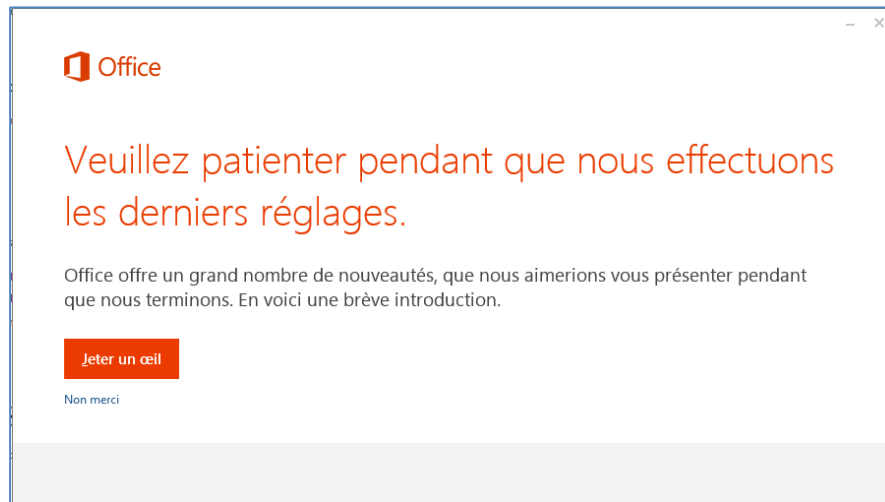 Office
Veuillez patienter pendant que nous effectuons
les derniers réglages.
Office offre un grand nombre de nouveautés, que nous aimerions vous présenter pendant
que nous terminons. En voici une brève introduction.
Jeter un œil
Non merci